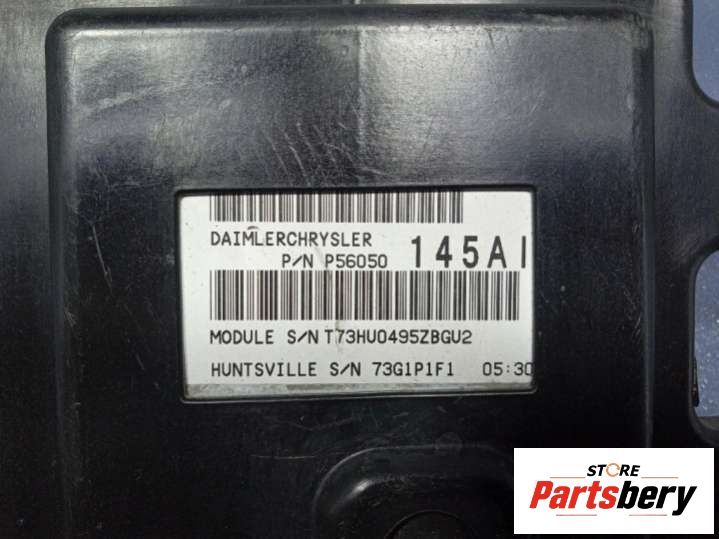 DAIMLERCHRYSLER
P/N P56050 145AI
MODULE S/N T73HU0495ZBGU2
HUNTSVILLE S/N 73G1P1F1 05:30
STORE
Partsbery